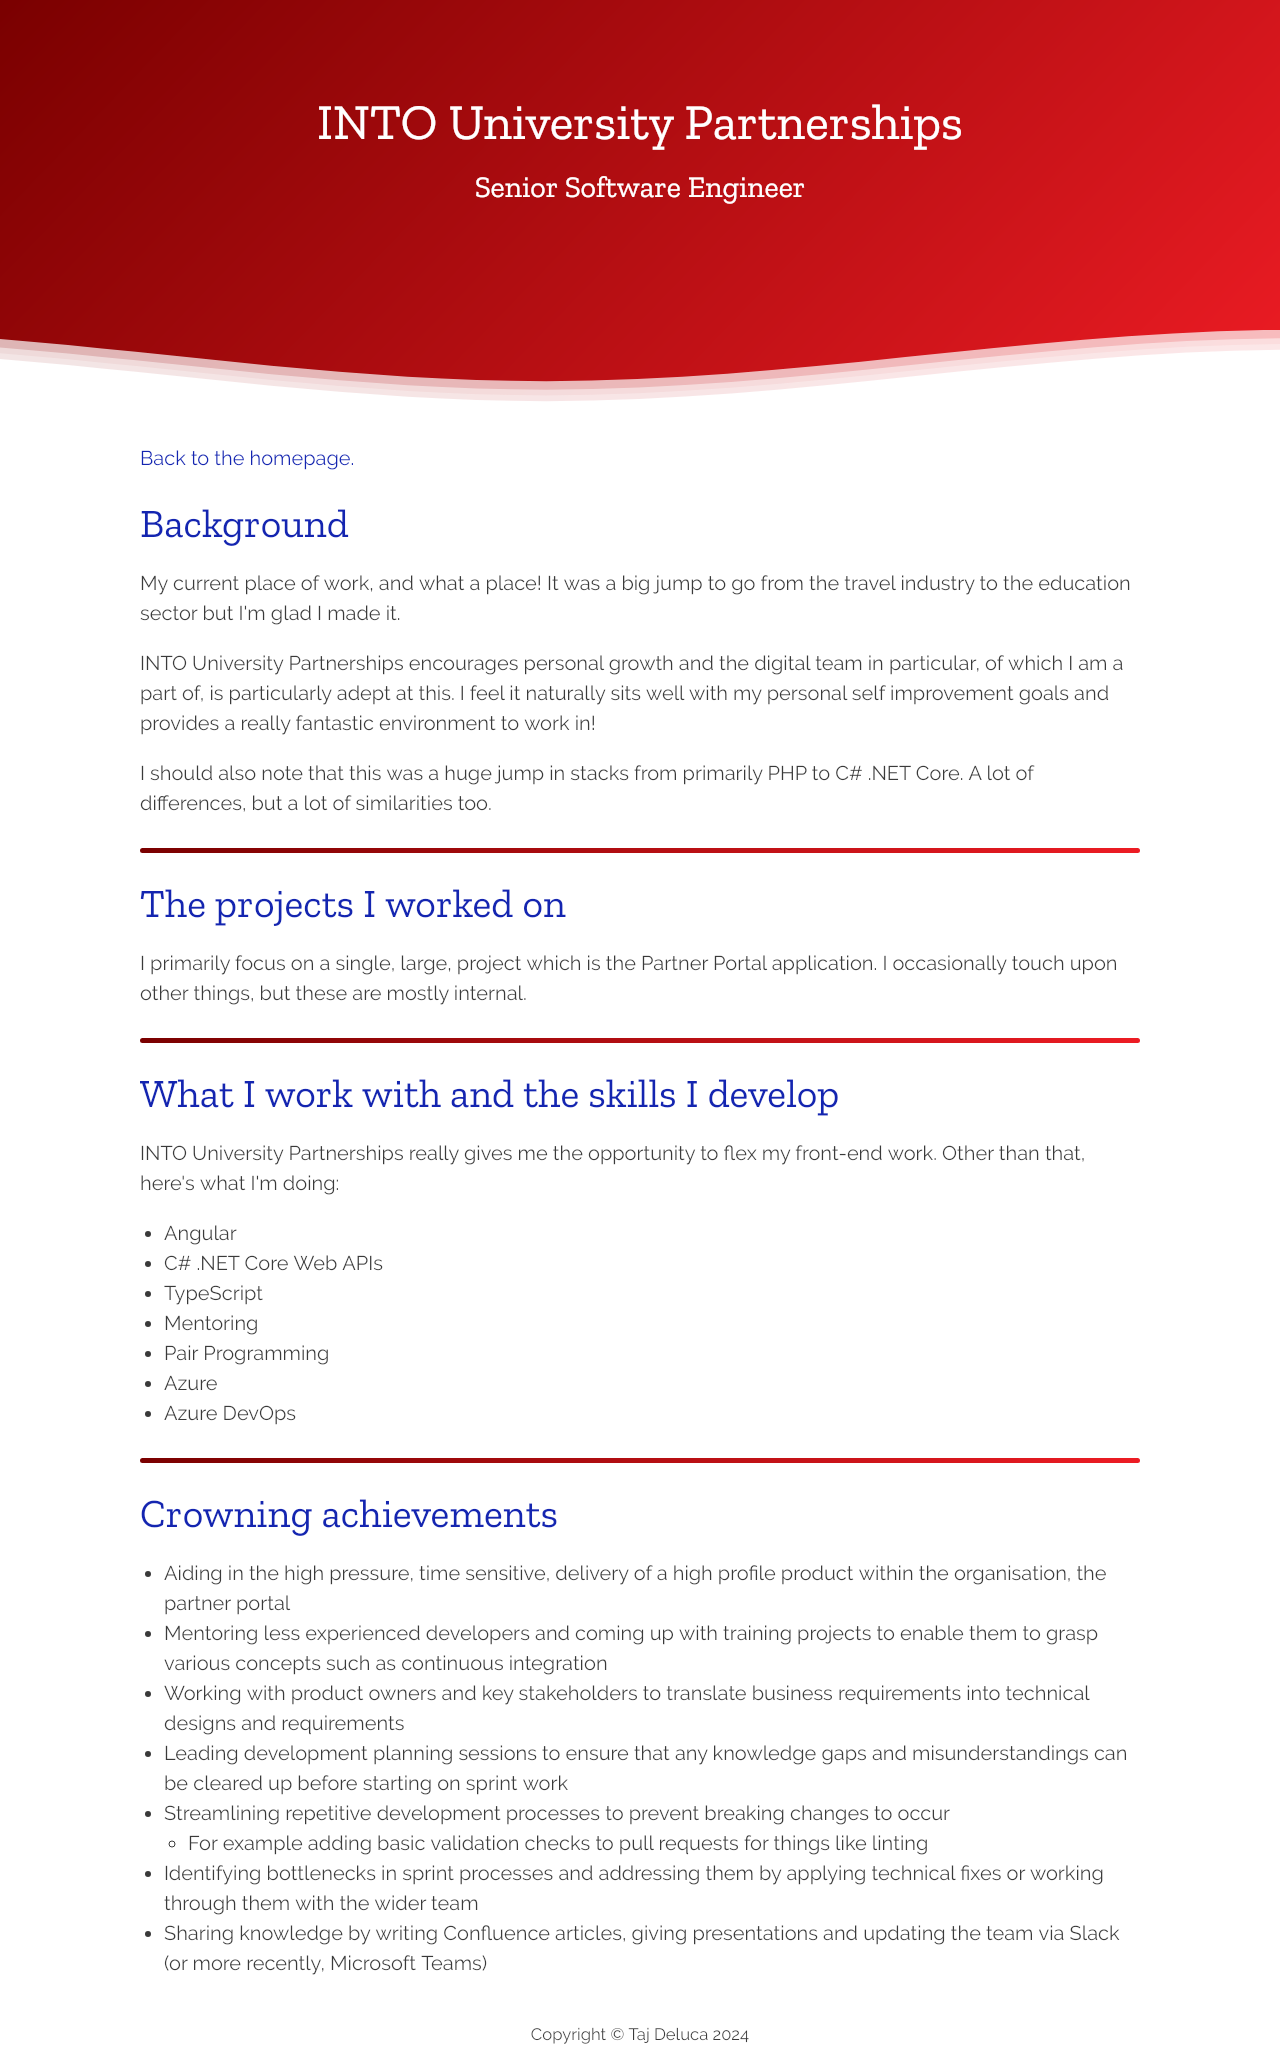 INTO University Partnerships
Senior Software Engineer
Back to the homepage.
Background
My current place of work, and what a place! It was a big jump to go from the travel industry to the education
sector but I'm glad I made it.
INTO University Partnerships encourages personal growth and the digital team in particular, of which I am a
part of, is particularly adept at this. I feel it naturally sits well with my personal self improvement goals and
provides a really fantastic environment to work in!
I should also note that this was a huge jump in stacks from primarily PHP to C# .NET Core. A lot of
differences, but a lot of similarities too.
The projects I worked on
I primarily focus on a single, large, project which is the Partner Portal application. I occasionally touch upon
other things, but these are mostly internal.
What I work with and the skills I develop
INTO University Partnerships really gives me the opportunity to flex my front-end work. Other than that,
here's what I'm doing:
• Angular
• C# .NET Core Web APIs
• TypeScript
• Mentoring
• Pair Programming
• Azure
• Azure DevOps
Crowning achievements
• Aiding in the high pressure, time sensitive, delivery of a high profile product within the organisation, the
partner portal
• Mentoring less experienced developers and coming up with training projects to enable them to grasp
various concepts such as continuous integration
• Working with product owners and key stakeholders to translate business requirements into technical
designs and requirements
• Leading development planning sessions to ensure that any knowledge gaps and misunderstandings can
be cleared up before starting on sprint work
• Streamlining repetitive development processes to prevent breaking changes to occur
◦ For example adding basic validation checks to pull requests for things like linting
• Identifying bottlenecks in sprint processes and addressing them by applying technical fixes or working
through them with the wider team
• Sharing knowledge by writing Confluence articles, giving presentations and updating the team via Slack
(or more recently, Microsoft Teams)
Copyright © Taj Deluca 2024